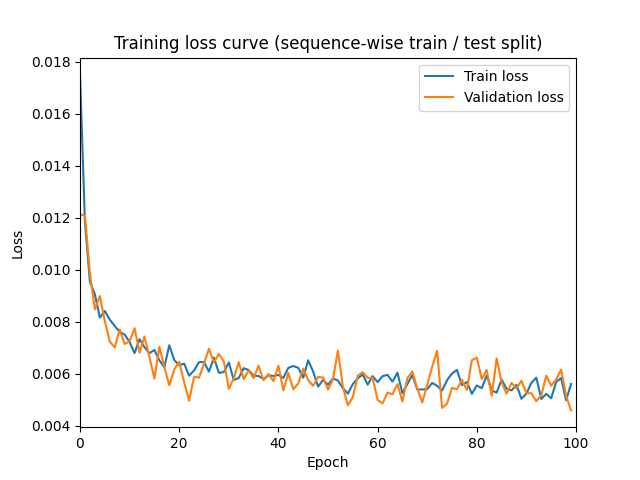 Training loss curve (sequence-wise train / test split)
Train loss
Validation loss
0.018
0.016
0.014
0.012
0.010
0.008
0.006
0.004
Loss
0 20 40 60 80 100
Epoch